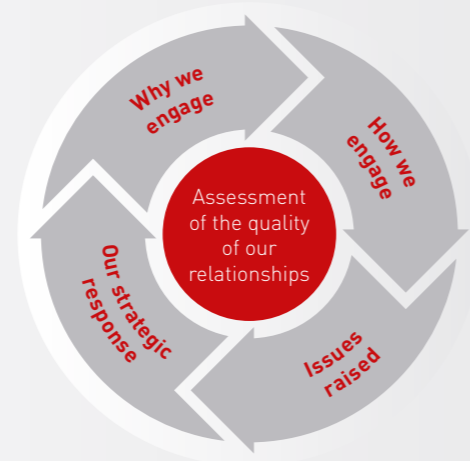 Why we
engage
How we
engage
Issues
raised
Our strategic
response
Assessment
of the quality
of our
relationships